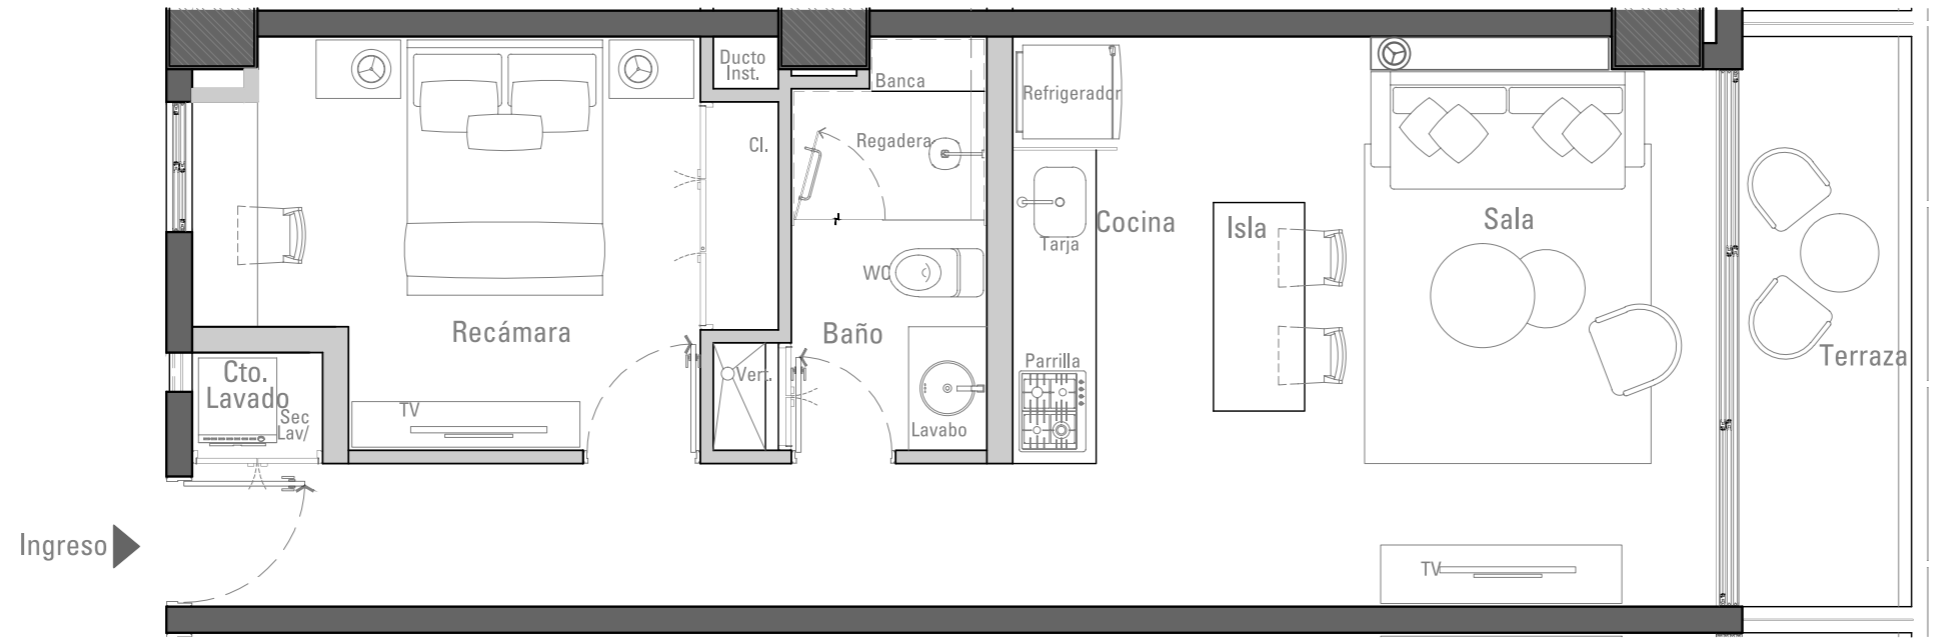 Ducto
Inst.
Banca
Refrigerador
Cl.
Regadera
Cocina
Isla
Sala
Tarja
WC
Recámara
Baño
Terraza
Parrilla
Cto.
Lavado
Vert.
Sec
Lav/
TV
Lavabo
Ingreso
TV